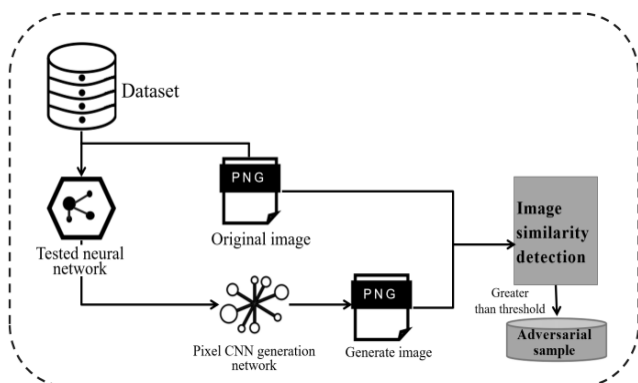 Dataset
PNG
Original image
Tested neural
network
Image
similarity
detection
PNG
Pixel CNN generation
network
Generate image
Greater
than threshold
Adversarial
sample